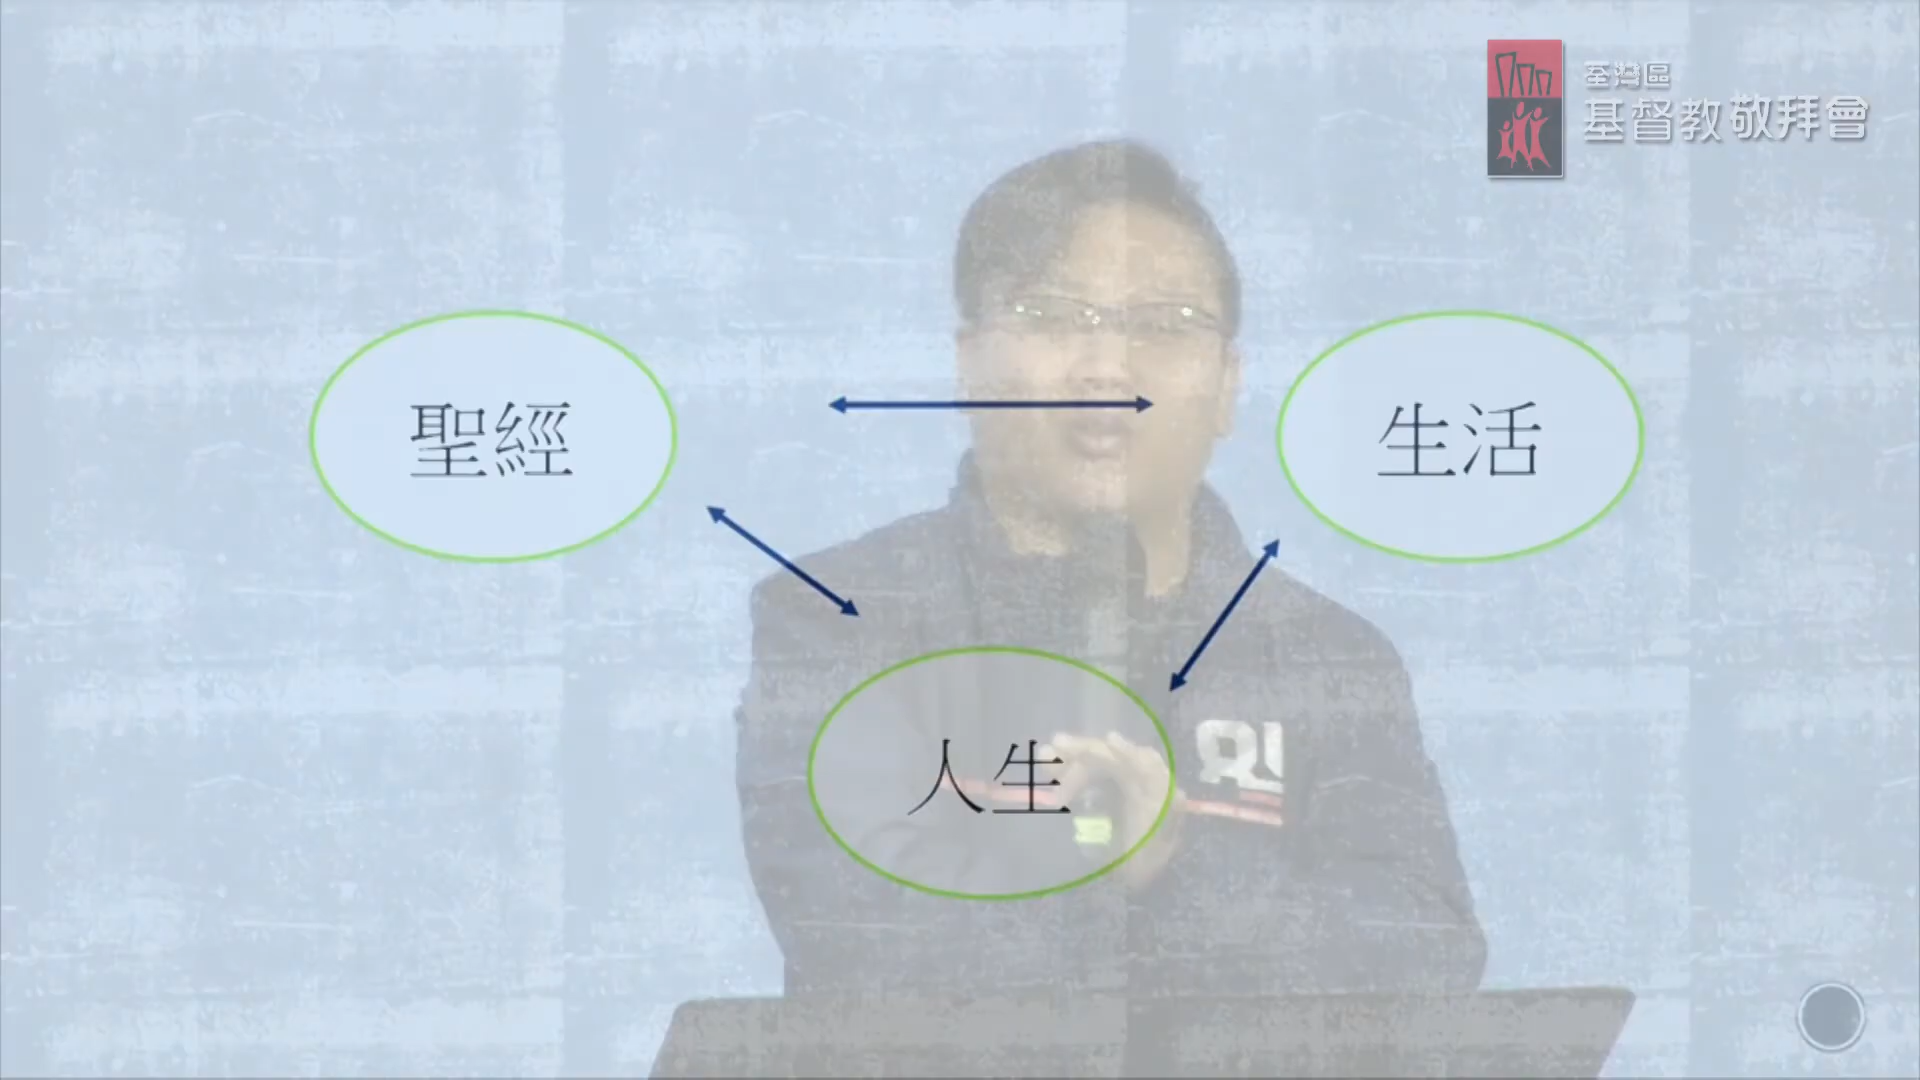 荃灣區
基督教敬拜會
聖經
生活
人生